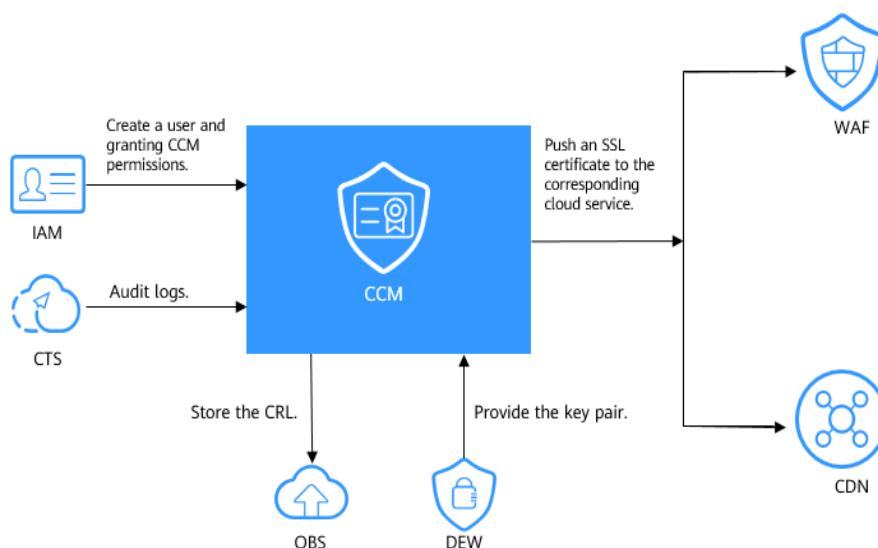 Create a user and
granting CCM
permissions.
IAM
Audit logs.
CTS
CCM
Push an SSL
certificate to the
corresponding
cloud service.
WAF
CDN
Store the CRL.
Provide the key pair.
OBS
DEW